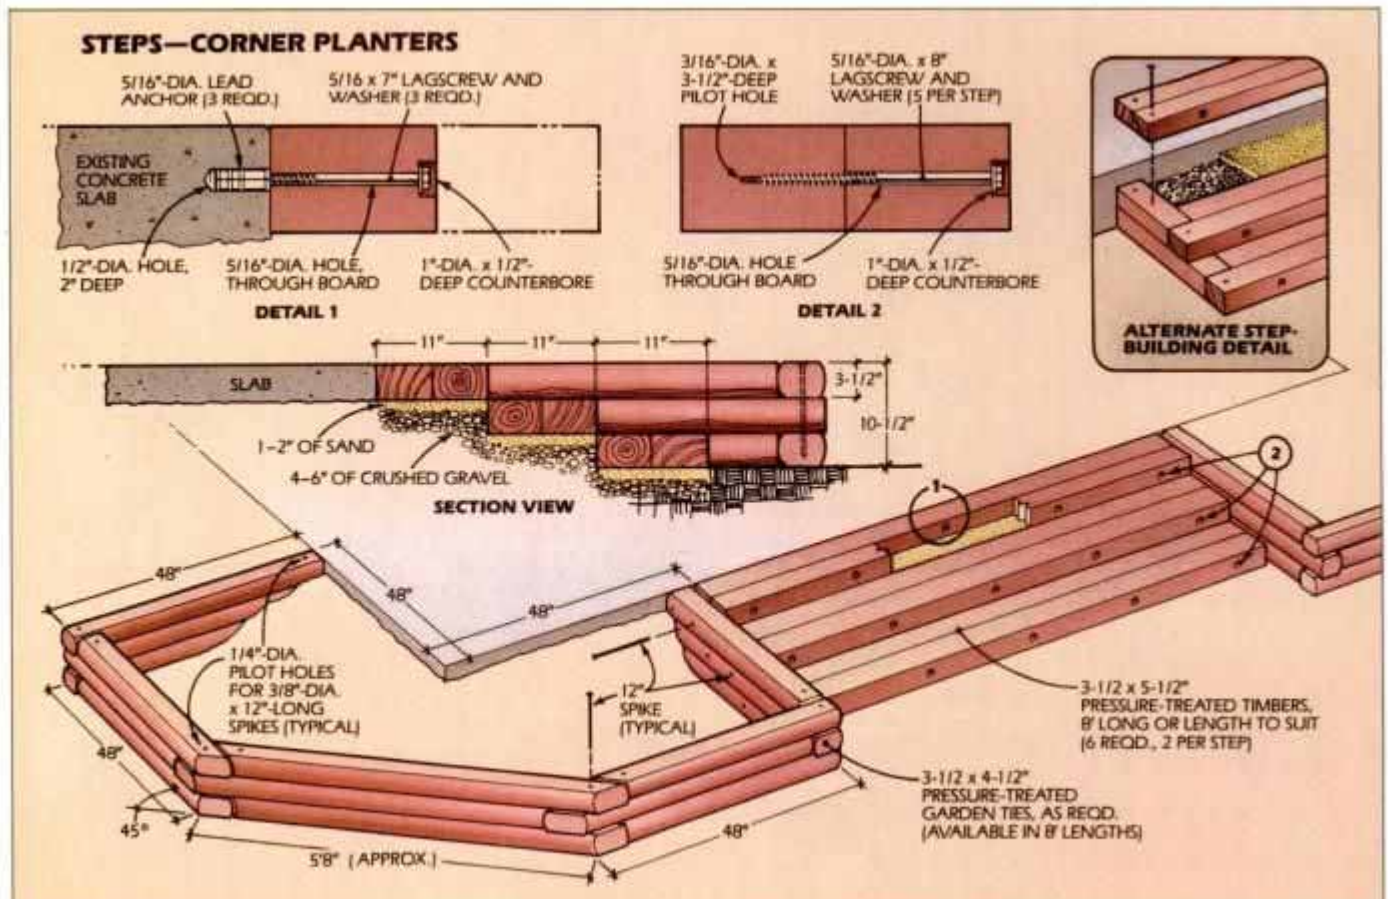 STEPS—CORNER PLANTERS
5/16"-DIA. LEAD
ANCHOR (3 REQD.)
5/16 x 7" LAGSCREW AND
WASHER (3 REQD.)
EXISTING
CONCRETE
SLAB
1/2"-DIA. HOLE,
2" DEEP
5/16"-DIA. HOLE,
THROUGH BOARD
1"-DIA. x 1/2"-
DEEP COUNTERBORE
DETAIL 1
3/16"-DIA. x
3-1/2"-DEEP
PILOT HOLE
5/16"-DIA. x 8"
LAGSCREW AND
WASHER (5 PER STEP)
5/16"-DIA. HOLE
THROUGH BOARD
1"-DIA. x 1/2"-
DEEP COUNTERBORE
DETAIL 2
ALTERNATE STEP-
BUILDING DETAIL
11"
11"
11"
SLAB
3-1/2"
10-1/2"
1–2" OF SAND
4–6" OF CRUSHED GRAVEL
SECTION VIEW
1
2
48"
48"
48"
1/4"-DIA.
PILOT HOLES
FOR 3/8"-DIA.
x 12"-LONG
SPIKES (TYPICAL)
12"
SPIKE
(TYPICAL)
3-1/2 x 5-1/2"
PRESSURE-TREATED TIMBERS,
8' LONG OR LENGTH TO SUIT
(6 REQD., 2 PER STEP)
3-1/2 x 4-1/2"
PRESSURE-TREATED
GARDEN TIES, AS REQD.
(AVAILABLE IN 8' LENGTHS)
48"
45°
5'8" (APPROX.)
48"